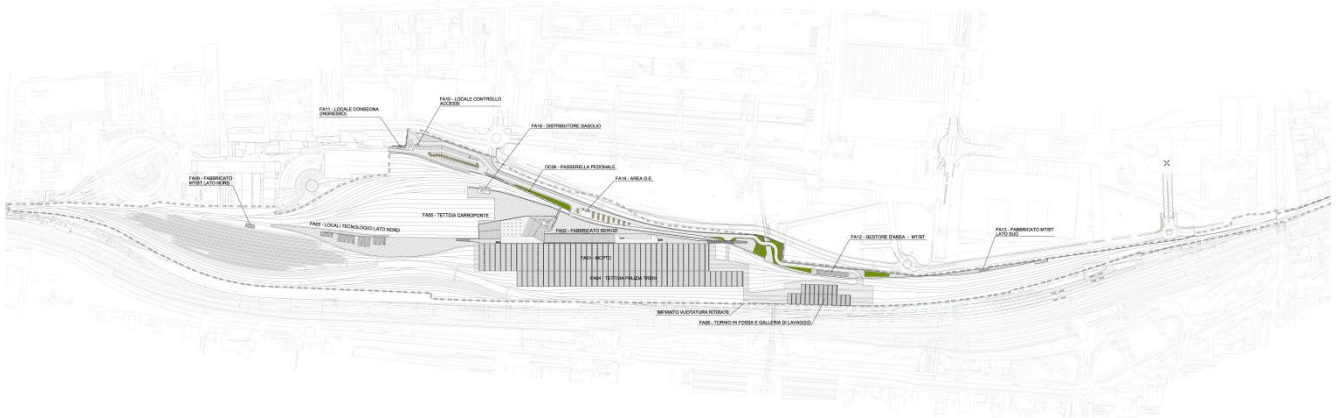 FA11 - LOCALE CONSEGNA
(INGRESSO)
FA10 - LOCALE CONTROLLO
ACCESSI
FA16 - DISTRIBUTORE GASOLIO
OC06 - PASSERELLA PEDONALE
FA14 - AREA G.E.
FA09 - FABBRICATO
MT/BT LATO NORD
FA05 - TETTOIA CARROPONTE
FA03 - LOCALI TECNOLOGICI LATO NORD
FA02 - FABBRICATO SERVIZI
FA01 - MCPTE
FA04 - TETTOIA PULIZIA TRENI
FA12 - GESTORE - MT/BT
FA13 - FABBRICATO MT/BT
LATO SUD
IMPIANTO VUOTATURA RITIRATE
FA06 - TORNIO IN FOSSA E GALLERIA DI LAVAGGIO